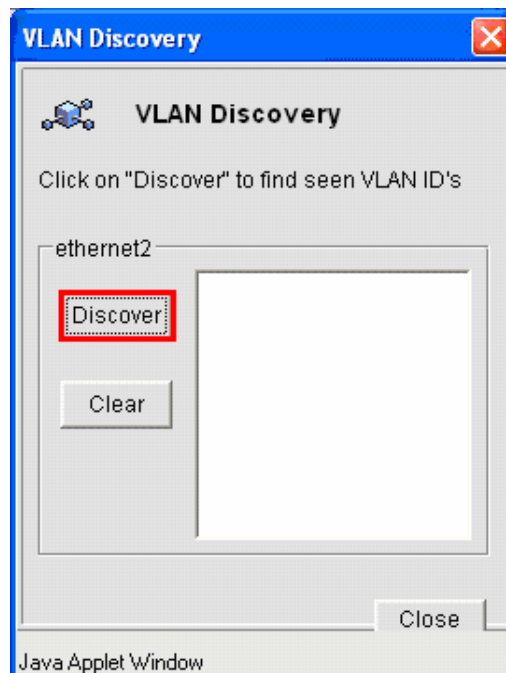 VLAN Discovery
VLAN Discovery
Click on "Discover" to find seen VLAN ID's
ethernet2
Discover
Clear
Close
Java Applet Window